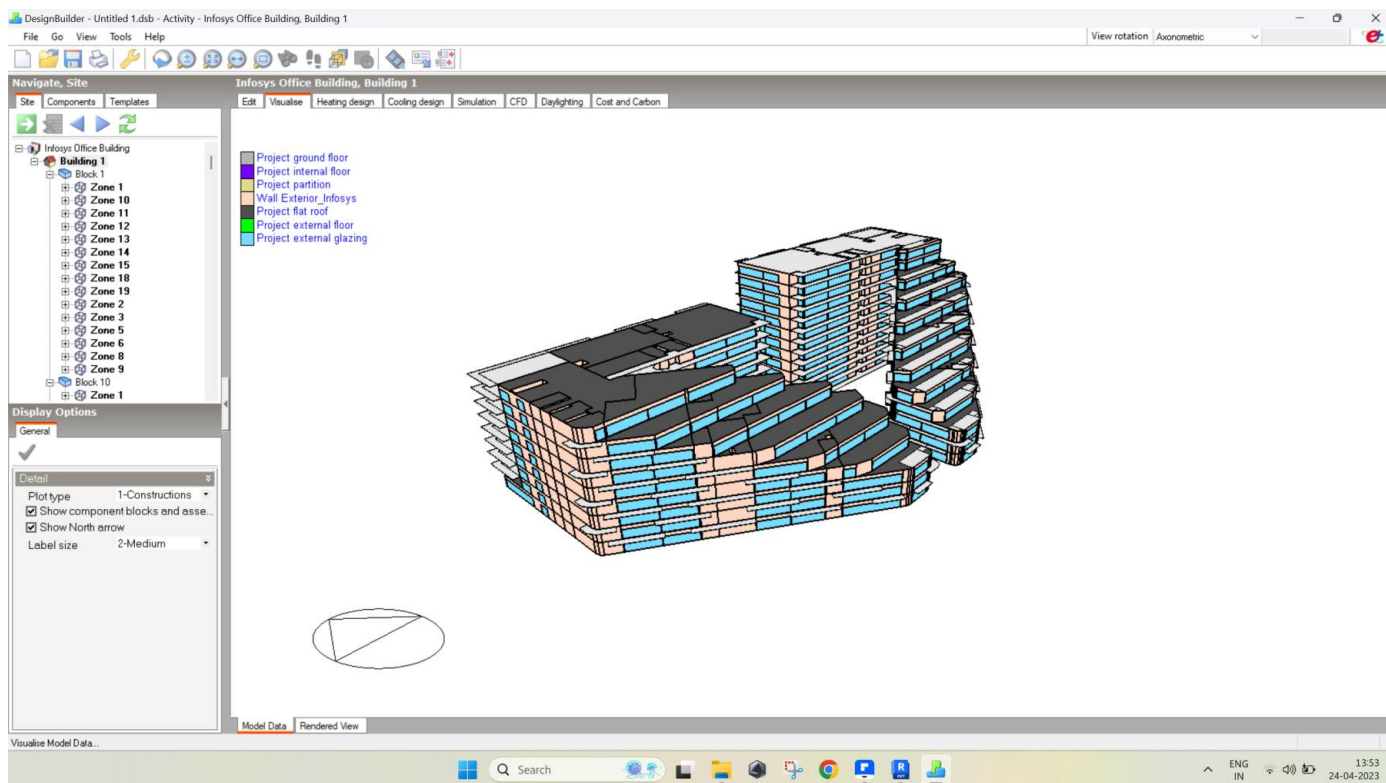 DesignBuilder - Untitled 1.dsb - Activity - Infosys Office Building, Building 1
File Go View Tools Help
View rotation Axonometric
Navigate, Site
Site Components Templates
Infosys Office Building
Building 1
Block 1
Zone 1
Zone 10
Zone 11
Zone 12
Zone 13
Zone 14
Zone 15
Zone 18
Zone 19
Zone 2
Zone 3
Zone 5
Zone 6
Zone 8
Zone 9
Block 10
Zone 1
Display Options
General
Detail
Plot type 1-Constructions
Show component blocks and asse...
Show North arrow
Label size 2-Medium
Infosys Office Building, Building 1
Edit Visualise Heating design Cooling design Simulation CFD Daylighting Cost and Carbon
Project ground floor
Project internal floor
Project partition
Wall Exterior_Infosys
Project flat roof
Project external floor
Project external glazing
Model Data Rendered View
Visualise Model Data...
Search
ENG
IN
13:53
24-04-2023